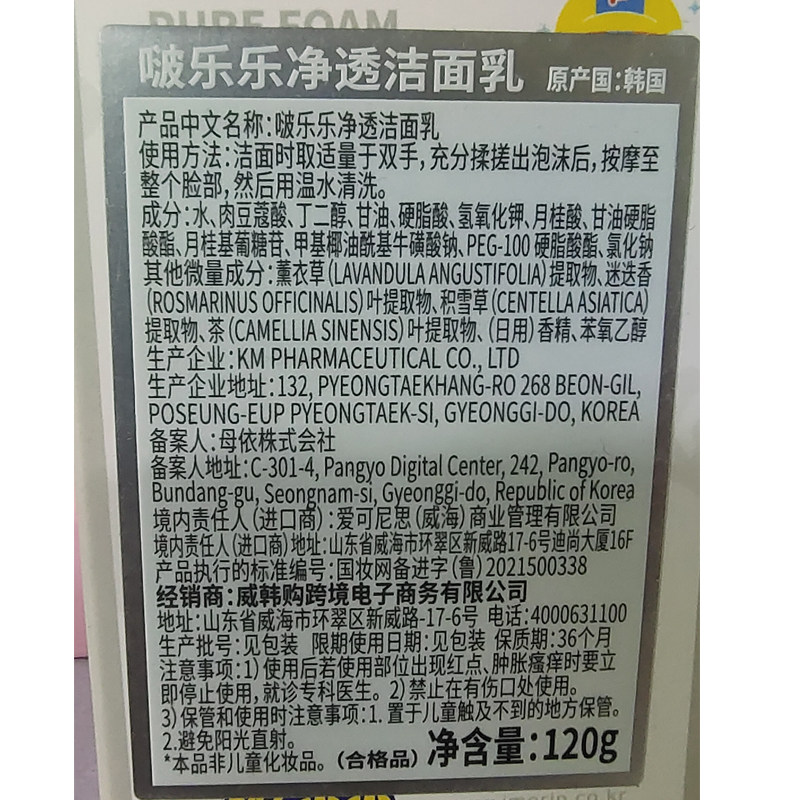 PURE FOAM
啵乐乐净透洁面乳 原产国:韩国
产品中文名称:啵乐乐净透洁面乳
使用方法:洁面时取适量于双手,充分揉搓出泡沫后,按摩至
整个脸部,然后用温水清洗。
成分:水、肉豆蔻酸、丁二醇、甘油、硬脂酸、氢氧化钾、月桂酸、甘油硬脂
酸酯、月桂基葡糖苷、甲基椰油酰基牛磺酸钠、PEG-100 硬脂酸酯、氯化钠
其他微量成分:薰衣草(LAVANDULA ANGUSTIFOLIA)提取物、迷迭香
(ROSMARINUS OFFICINALIS)叶提取物、积雪草(CENTELLA ASIATICA)
提取物、茶(CAMELLIA SINENSIS)叶提取物、(日用)香精、苯氧乙醇
生产企业:KM PHARMACEUTICAL CO., LTD
生产企业地址:132, PYEONGTAEKHANG-RO 268 BEON-GIL,
POSEUNG-EUP PYEONGTAEK-SI, GYEONGGI-DO, KOREA
备案人:母依株式会社
备案人地址:C-301-4, Pangyo Digital Center, 242, Pangyo-ro,
Bundang-gu, Seongnam-si, Gyeonggi-do, Republic of Korea
境内责任人(进口商):爱可尼思(威海)商业管理有限公司
境内责任人(进口商)地址:山东省威海市环翠区新威路17-6号迪尚大厦16F
产品执行的标准编号:国妆网备进字(鲁)2021500338
经销商:威韩购跨境电子商务有限公司
地址:山东省威海市环翠区新威路-17-6号 电话:4000631100
生产批号:见包装 限期使用日期:见包装 保质期:36个月
注意事项:1)使用后若使用部位出现红点、肿胀瘙痒时要立
即停止使用,就诊专科医生。2)禁止在有伤口处使用。
3)保管和使用时注意事项:1.置于儿童触及不到的地方保管。
2.避免阳光直射。
*本品非儿童化妆品。(合格品) 净含量:120g